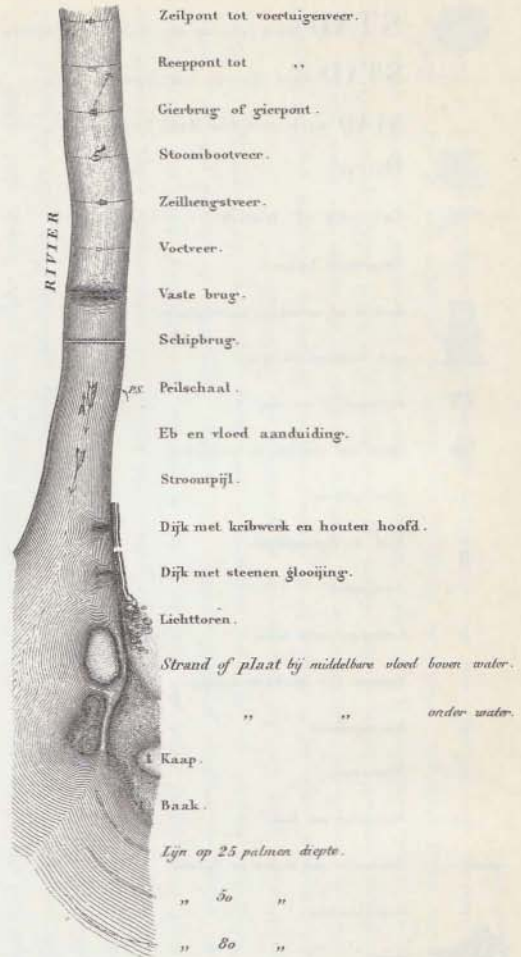 Zeilpont tot voertuigenveer.
Reeppont tot „
Gierbrug of gierpont.
Stoombootveer.
Zeilhengstveer.
Voetveer.
RIVIER
Vaste brug.
Schipbrug.
P.S. Peilschaal.
Eb en vloed aanduiding.
Stroompijl.
Dijk met kribwerk en houten hoofd.
Dijk met steenen glooijing.
Lichttoren.
Strand of plaat bij middelbare vloed boven water.
„ „ onder water.
Kaap.
Baak.
Lijn op 25 palmen diepte.
„ 50 „
„ 80 „